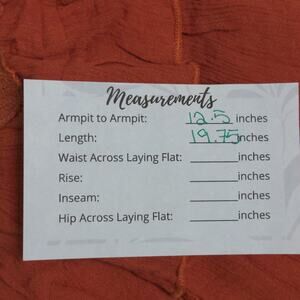 Measurements
Armpit to Armpit: 12.5 inches
Length: 19.75 inches
Waist Across Laying Flat: ________inches
Rise: ________inches
Inseam: ________inches
Hip Across Laying Flat: ________inches